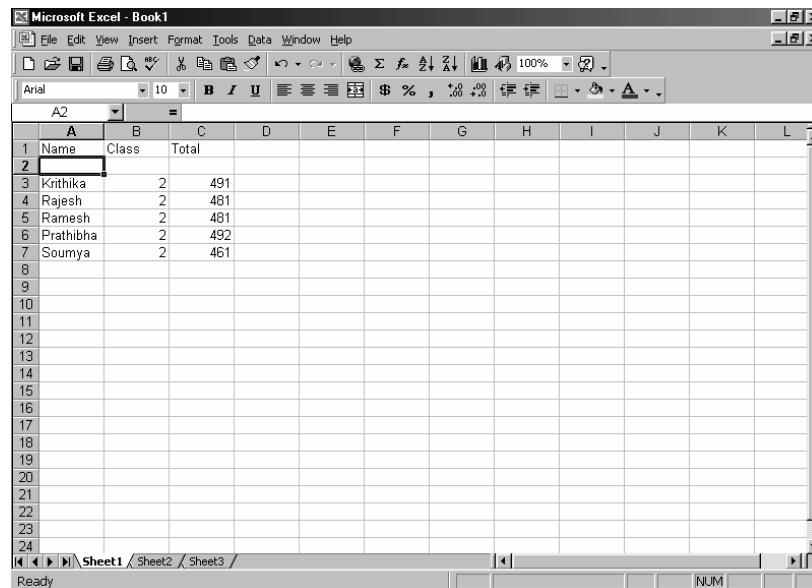 Microsoft Excel - Book1
File Edit View Insert Format Tools Data Window Help
100%
Arial 10 B I U $ % ,
A2 =
A B C D E F G H I J K L
1 Name Class Total
2
3 Krithika 2 491
4 Rajesh 2 481
5 Ramesh 2 481
6 Prathibha 2 492
7 Soumya 2 461
8
9
10
11
12
13
14
15
16
17
18
19
20
21
22
23
24
Sheet1 / Sheet2 / Sheet3 /
Ready NUM